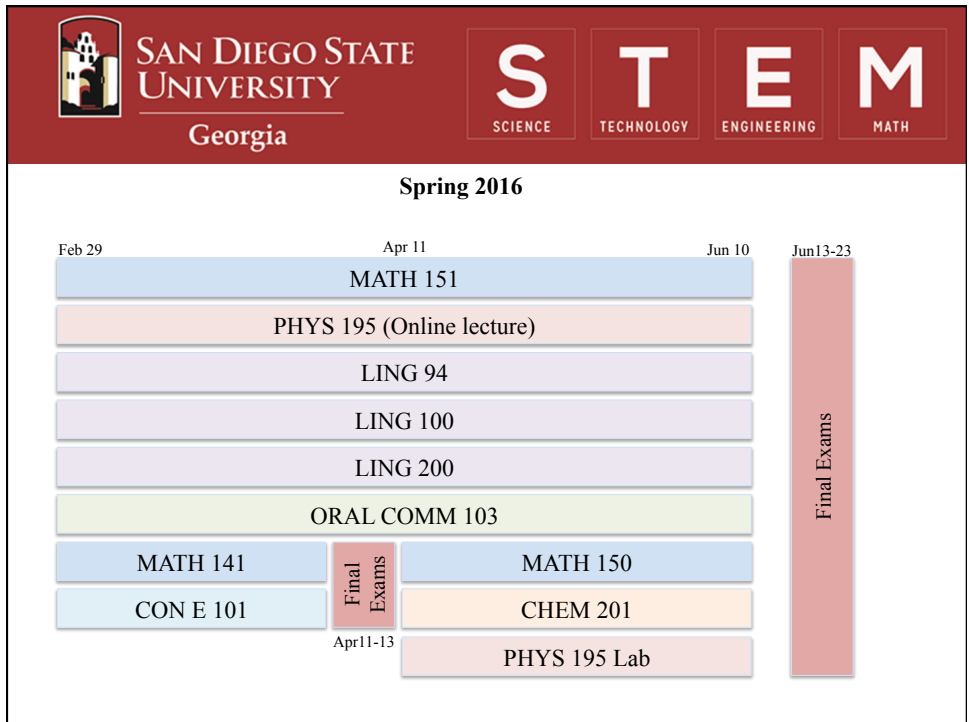 SAN DIEGO STATE
UNIVERSITY
Georgia
S
SCIENCE
T
TECHNOLOGY
E
ENGINEERING
M
MATH
Spring 2016
Feb 29
Apr 11
Jun 10
Jun13-23
MATH 151
PHYS 195 (Online lecture)
LING 94
LING 100
LING 200
ORAL COMM 103
MATH 141
CON E 101
Final
Exams
Apr11-13
MATH 150
CHEM 201
PHYS 195 Lab
Final Exams